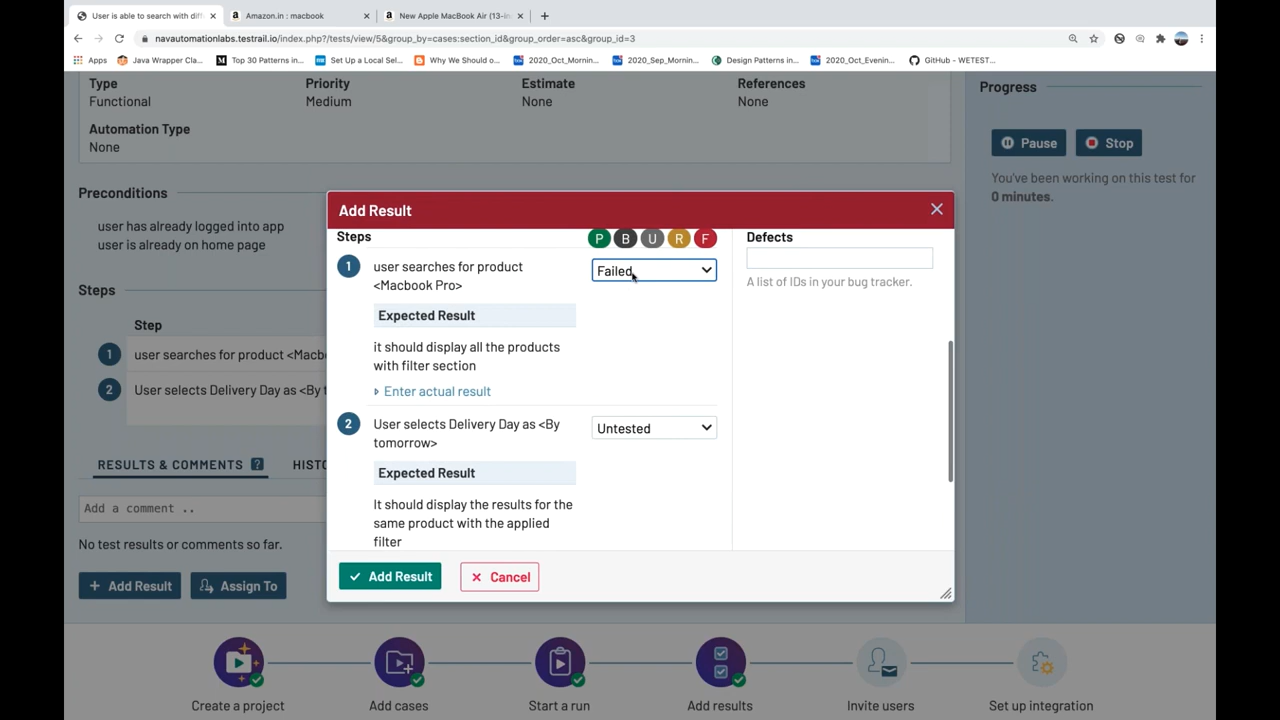 User is able to search with diff
Amazon.in : macbook
New Apple MacBook Air (13-in
navautomationlabs.testrail.io/index.php?/tests/view/5&group_by=cases:section_id&group_order=asc&group_id=3
Apps
Java Wrapper Cla...
Top 30 Patterns in...
Set Up a Local Sel...
Why We Should o...
2020_Oct_Mornin...
2020_Sep_Mornin...
Design Patterns in...
2020_Oct_Evenin...
GitHub - WETEST...
Type
Priority
Estimate
References
Functional
Medium
None
None
Automation Type
None
Progress
Pause
Stop
You've been working on this test for
0 minutes.
Preconditions
user has already logged into app
user is already on home page
Steps
Step
1 user searches for product <Macb
2 User selects Delivery Day as <By t
RESULTS & COMMENTS ?
HISTO
Add a comment ..
No test results or comments so far.
+ Add Result
Assign To
Add Result
Steps
P B U R F
1 user searches for product
<Macbook Pro>
Failed
Expected Result
it should display all the products
with filter section
Enter actual result
2 User selects Delivery Day as <By
tomorrow>
Untested
Expected Result
It should display the results for the
same product with the applied
filter
Defects
A list of IDs in your bug tracker.
Add Result
Cancel
Create a project
Add cases
Start a run
Add results
Invite users
Set up integration